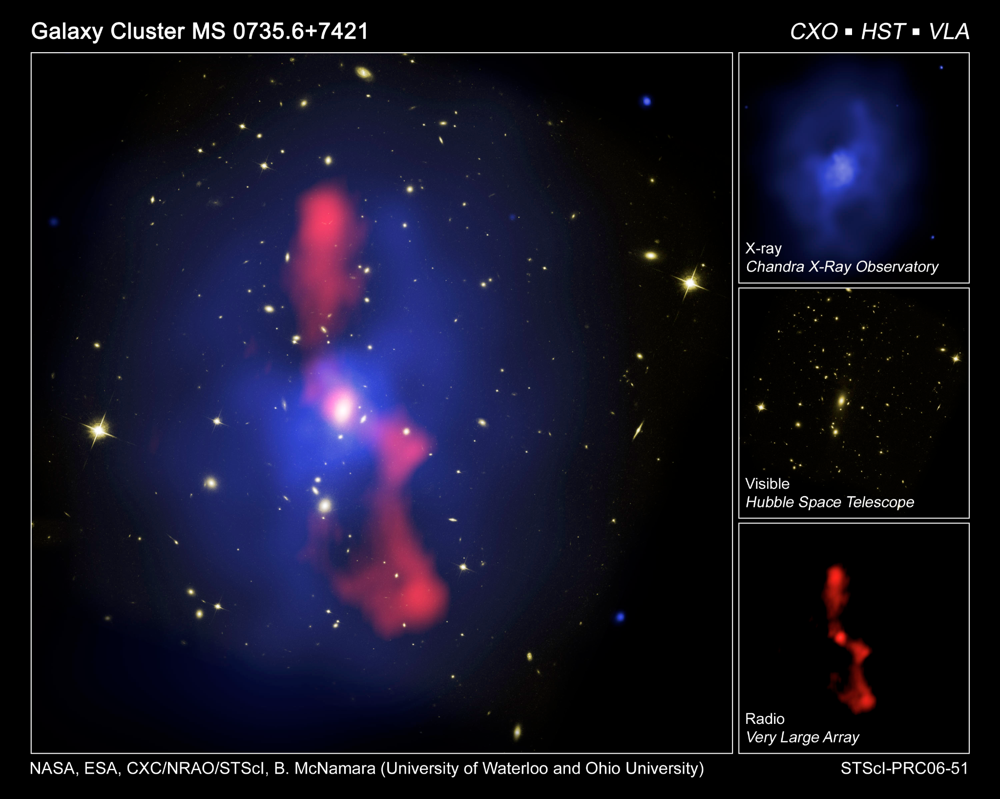 Galaxy Cluster MS 0735.6+7421
CXO ▪ HST ▪ VLA
X-ray
Chandra X-Ray Observatory
Visible
Hubble Space Telescope
Radio
Very Large Array
NASA, ESA, CXC/NRAO/STScI, B. McNamara (University of Waterloo and Ohio University)
STScI-PRC06-51